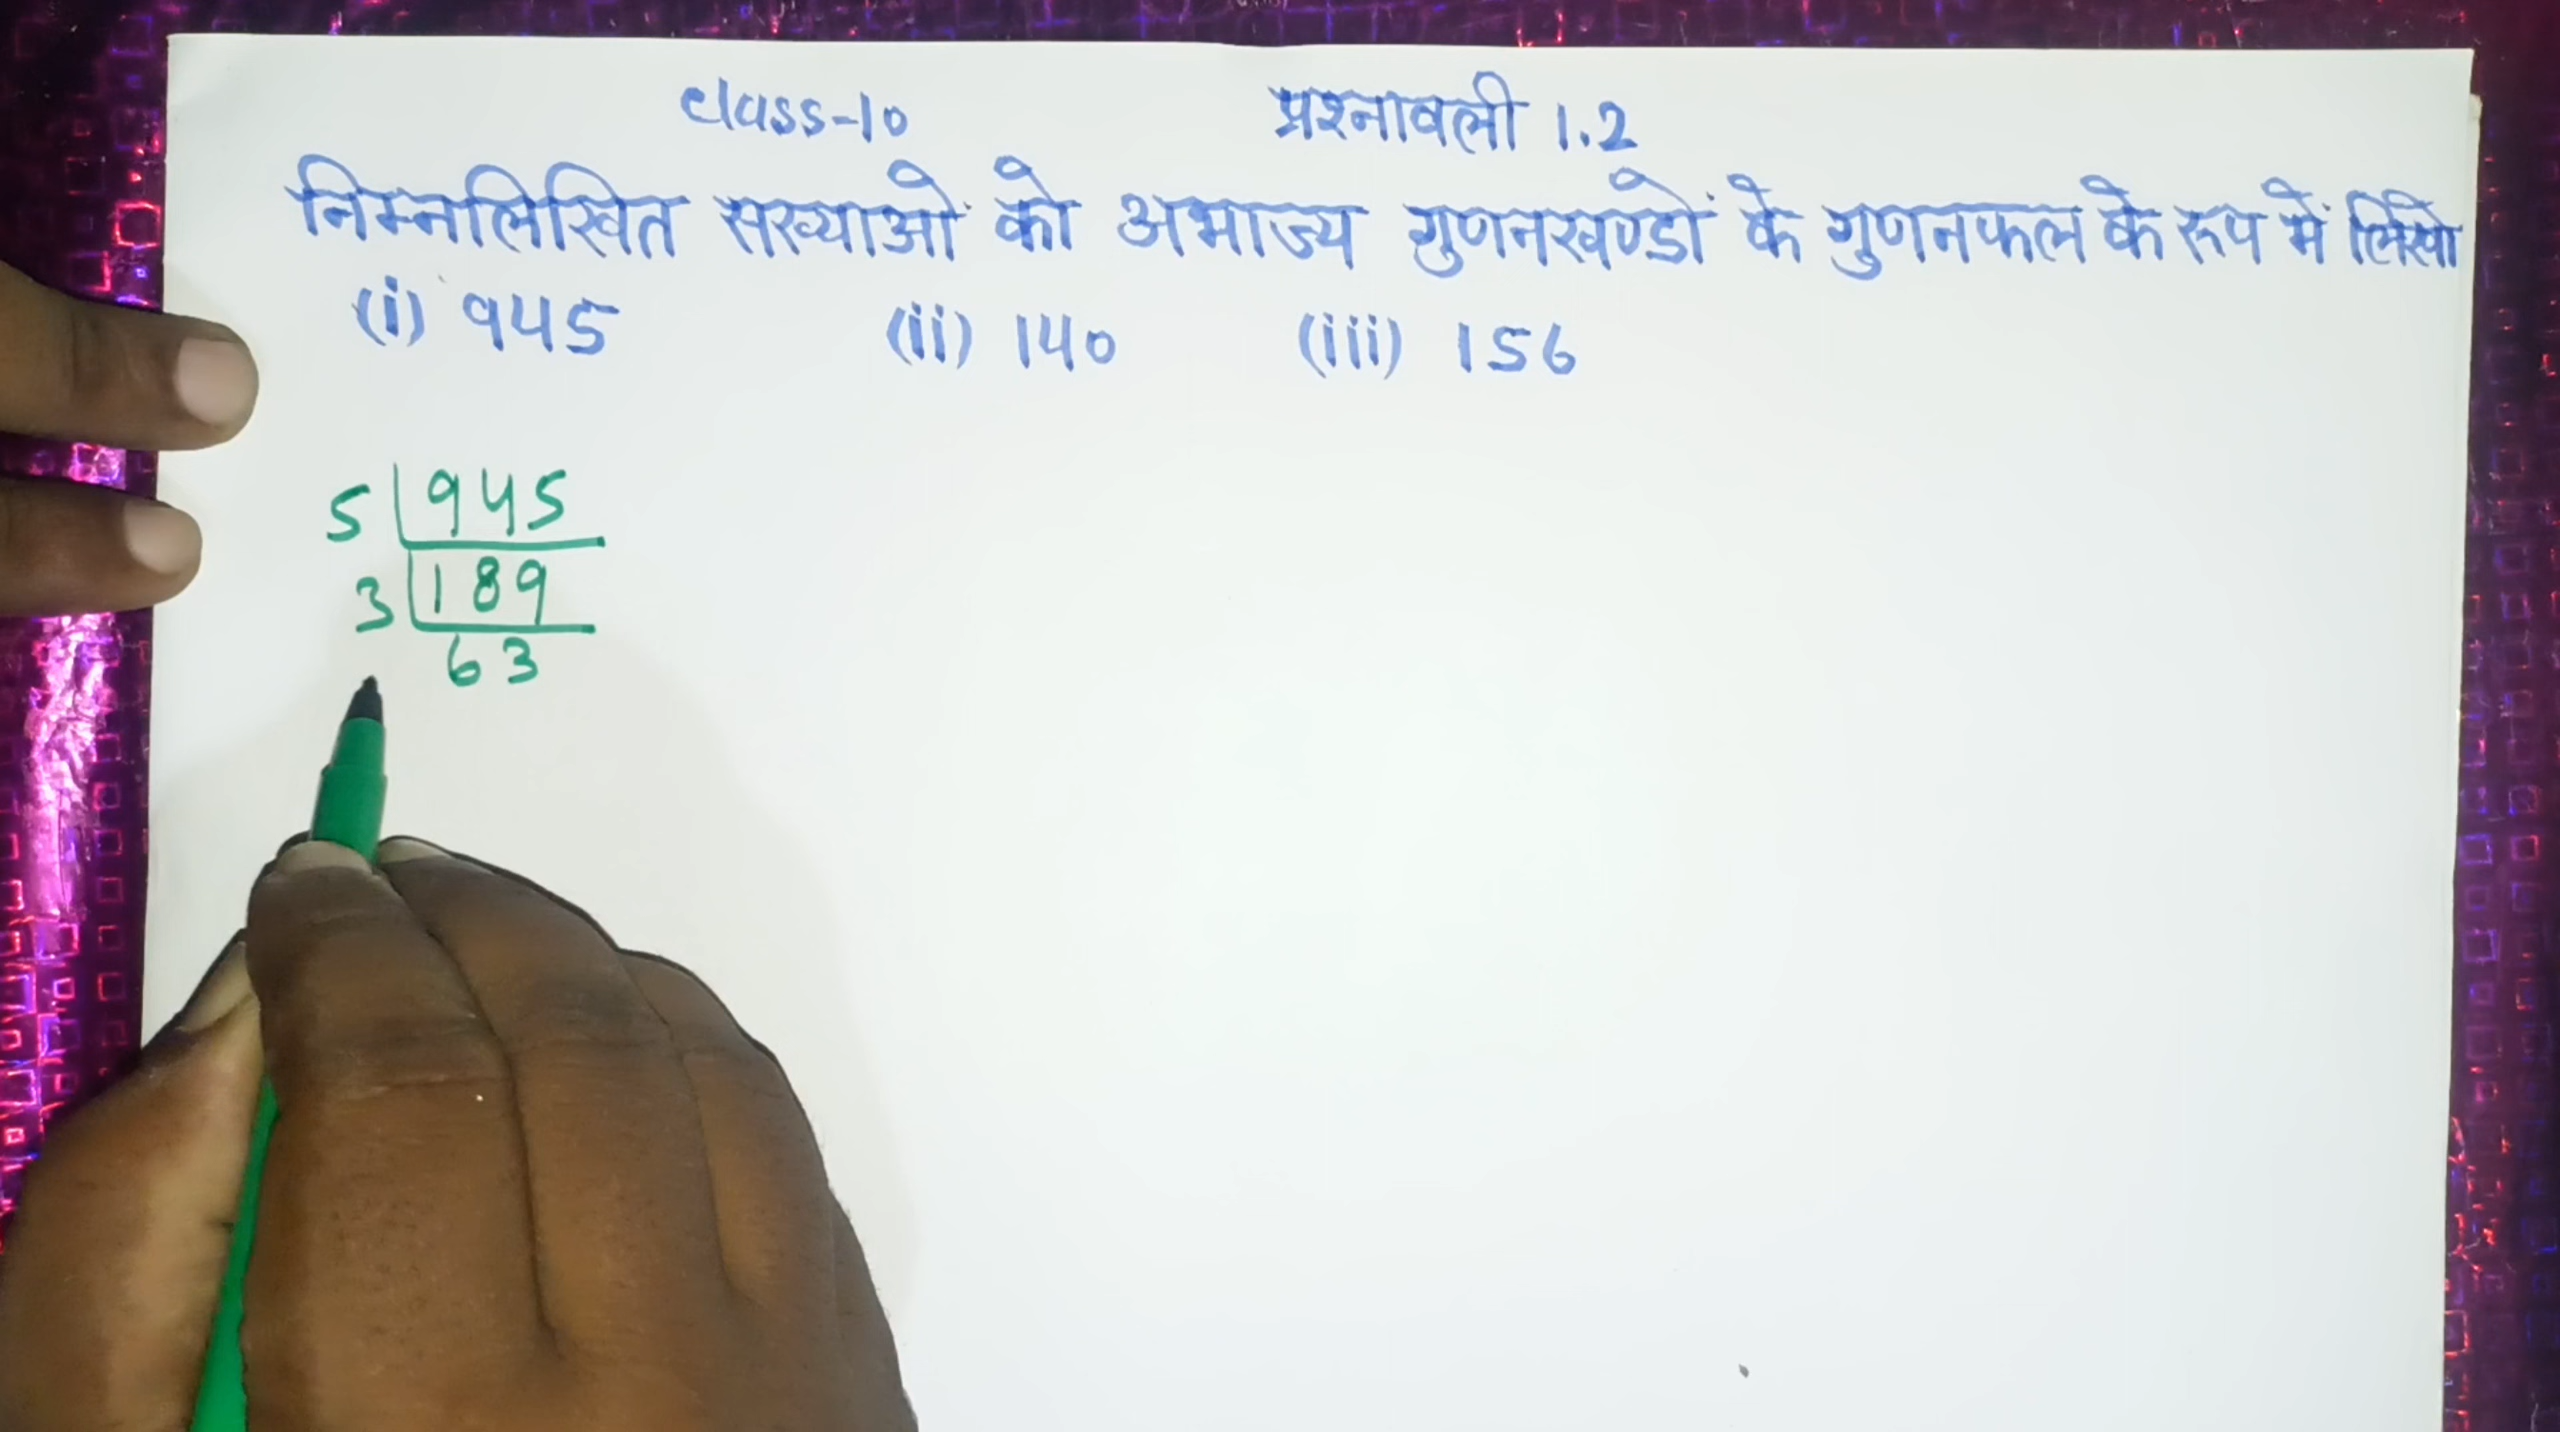 class-10 प्रश्नावली 1.2
निम्नलिखित सख्याओं को अभाज्य गुणनखण्डों के गुणनफल के रूप में लिखो
(i) 945 (ii) 140 (iii) 156
5 945
3 189
63